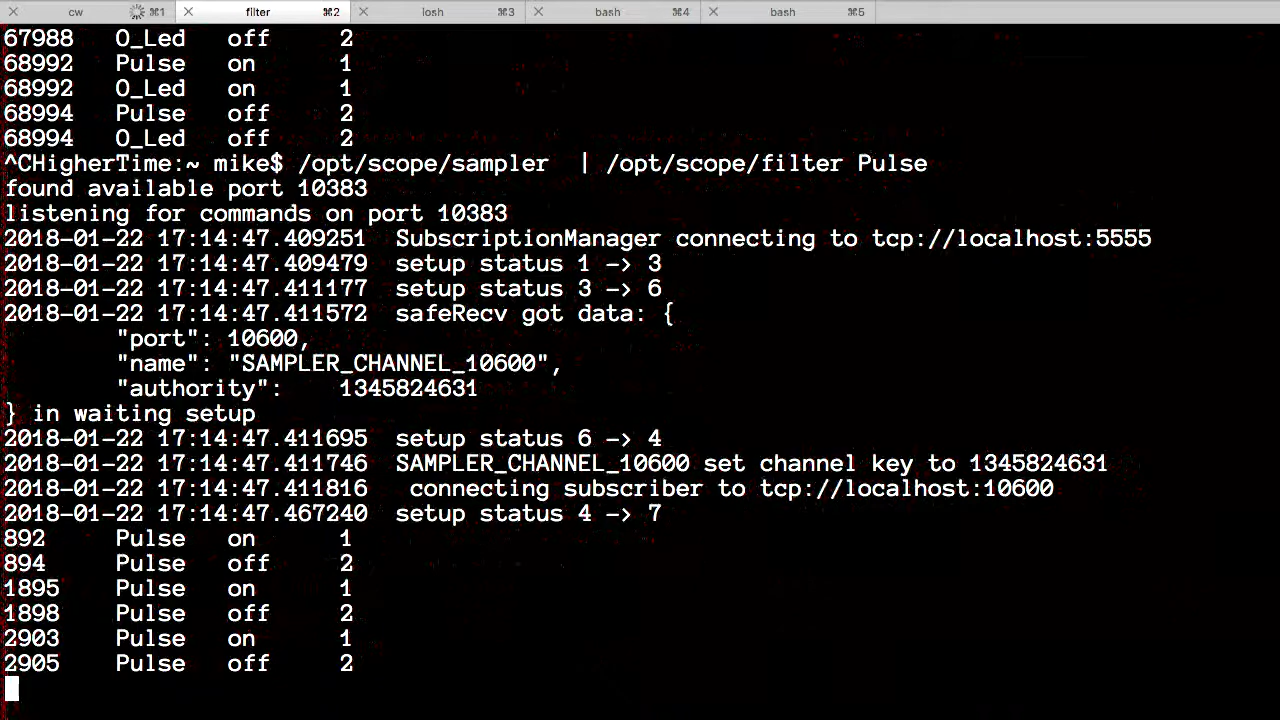 cw ⌘1 filter ⌘2 iosh ⌘3 bash ⌘4 bash ⌘5
67988 O_Led off 2
68992 Pulse on 1
68992 O_Led on 1
68994 Pulse off 2
68994 O_Led off 2
^CHigherTime:~ mike$ /opt/scope/sampler | /opt/scope/filter Pulse
found available port 10383
listening for commands on port 10383
2018-01-22 17:14:47.409251 SubscriptionManager connecting to tcp://localhost:5555
2018-01-22 17:14:47.409479 setup status 1 -> 3
2018-01-22 17:14:47.411177 setup status 3 -> 6
2018-01-22 17:14:47.411572 safeRecv got data: {
"port": 10600,
"name": "SAMPLER_CHANNEL_10600",
"authority": 1345824631
} in waiting setup
2018-01-22 17:14:47.411695 setup status 6 -> 4
2018-01-22 17:14:47.411746 SAMPLER_CHANNEL_10600 set channel key to 1345824631
2018-01-22 17:14:47.411816 connecting subscriber to tcp://localhost:10600
2018-01-22 17:14:47.467240 setup status 4 -> 7
892 Pulse on 1
894 Pulse off 2
1895 Pulse on 1
1898 Pulse off 2
2903 Pulse on 1
2905 Pulse off 2